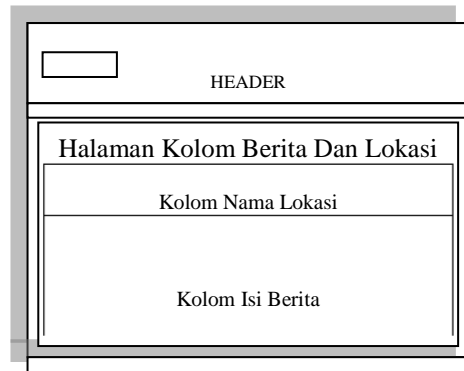 HEADER
Halaman Kolom Berita Dan Lokasi
Kolom Nama Lokasi
Kolom Isi Berita